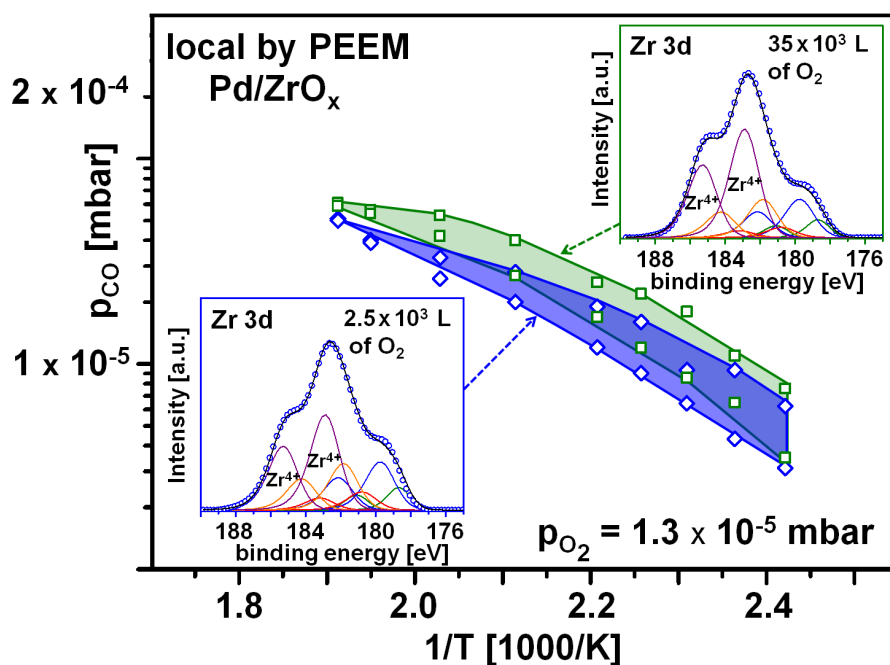 local by PEEM
Pd/ZrOₓ
2 x 10⁻⁴
1 x 10⁻⁵
p_CO [mbar]
Zr 3d
35 x 10³ L
of O₂
Intensity [a.u.]
Zr⁴⁺
Zr⁴⁺
188 184 180 176
binding energy [eV]
Zr 3d
2.5 x 10³ L
of O₂
Intensity [a.u.]
Zr⁴⁺
Zr⁴⁺
188 184 180 176
binding energy [eV]
p_O₂ = 1.3 x 10⁻⁵ mbar
1.8 2.0 2.2 2.4
1/T [1000/K]